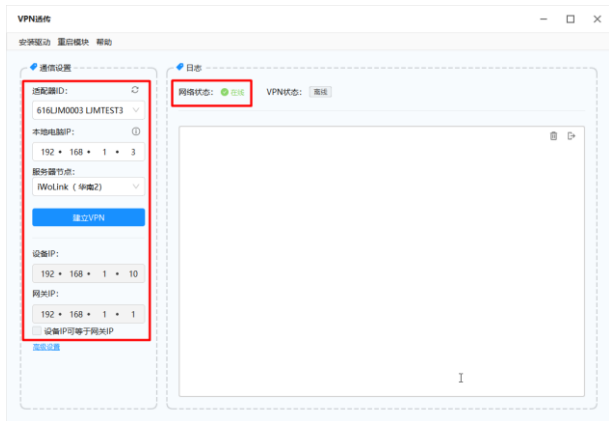 VPN透传
安装驱动 重启模块 帮助
通信设置
适配器ID:
616LJM0003 LJMTEST3
本地电脑IP:
192 • 168 • 1 • 3
服务器节点:
IWoLink ( 华南2)
建立VPN
设备IP:
192 • 168 • 1 • 10
网关IP:
192 • 168 • 1 • 1
设备IP可等于网关IP
高级设置
日志
网络状态: 在线 VPN状态: 离线